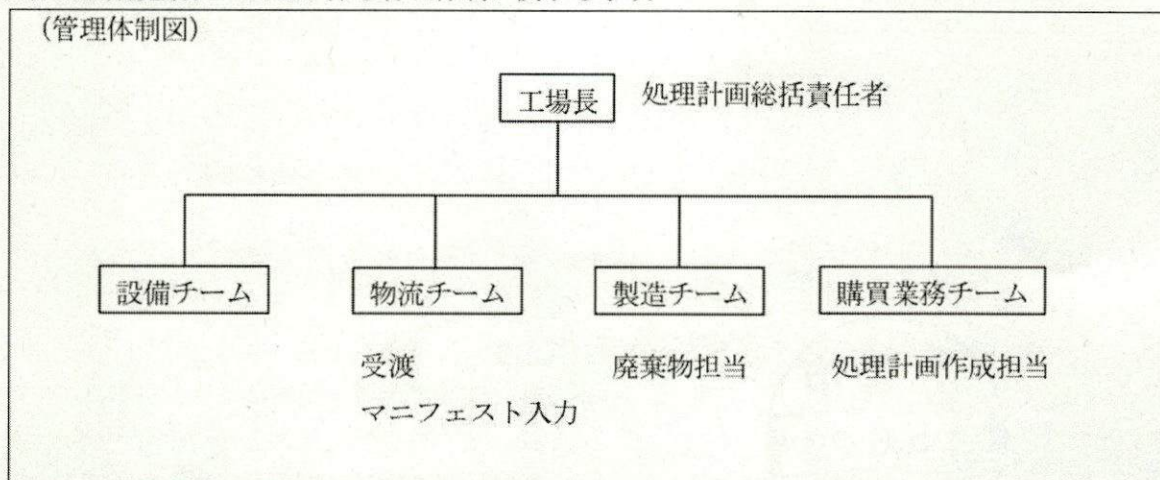 (管理体制図)
工場長 処理計画総括責任者
設備チーム 物流チーム 製造チーム 購買業務チーム
受渡 廃棄物担当 処理計画作成担当
マニフェスト入力